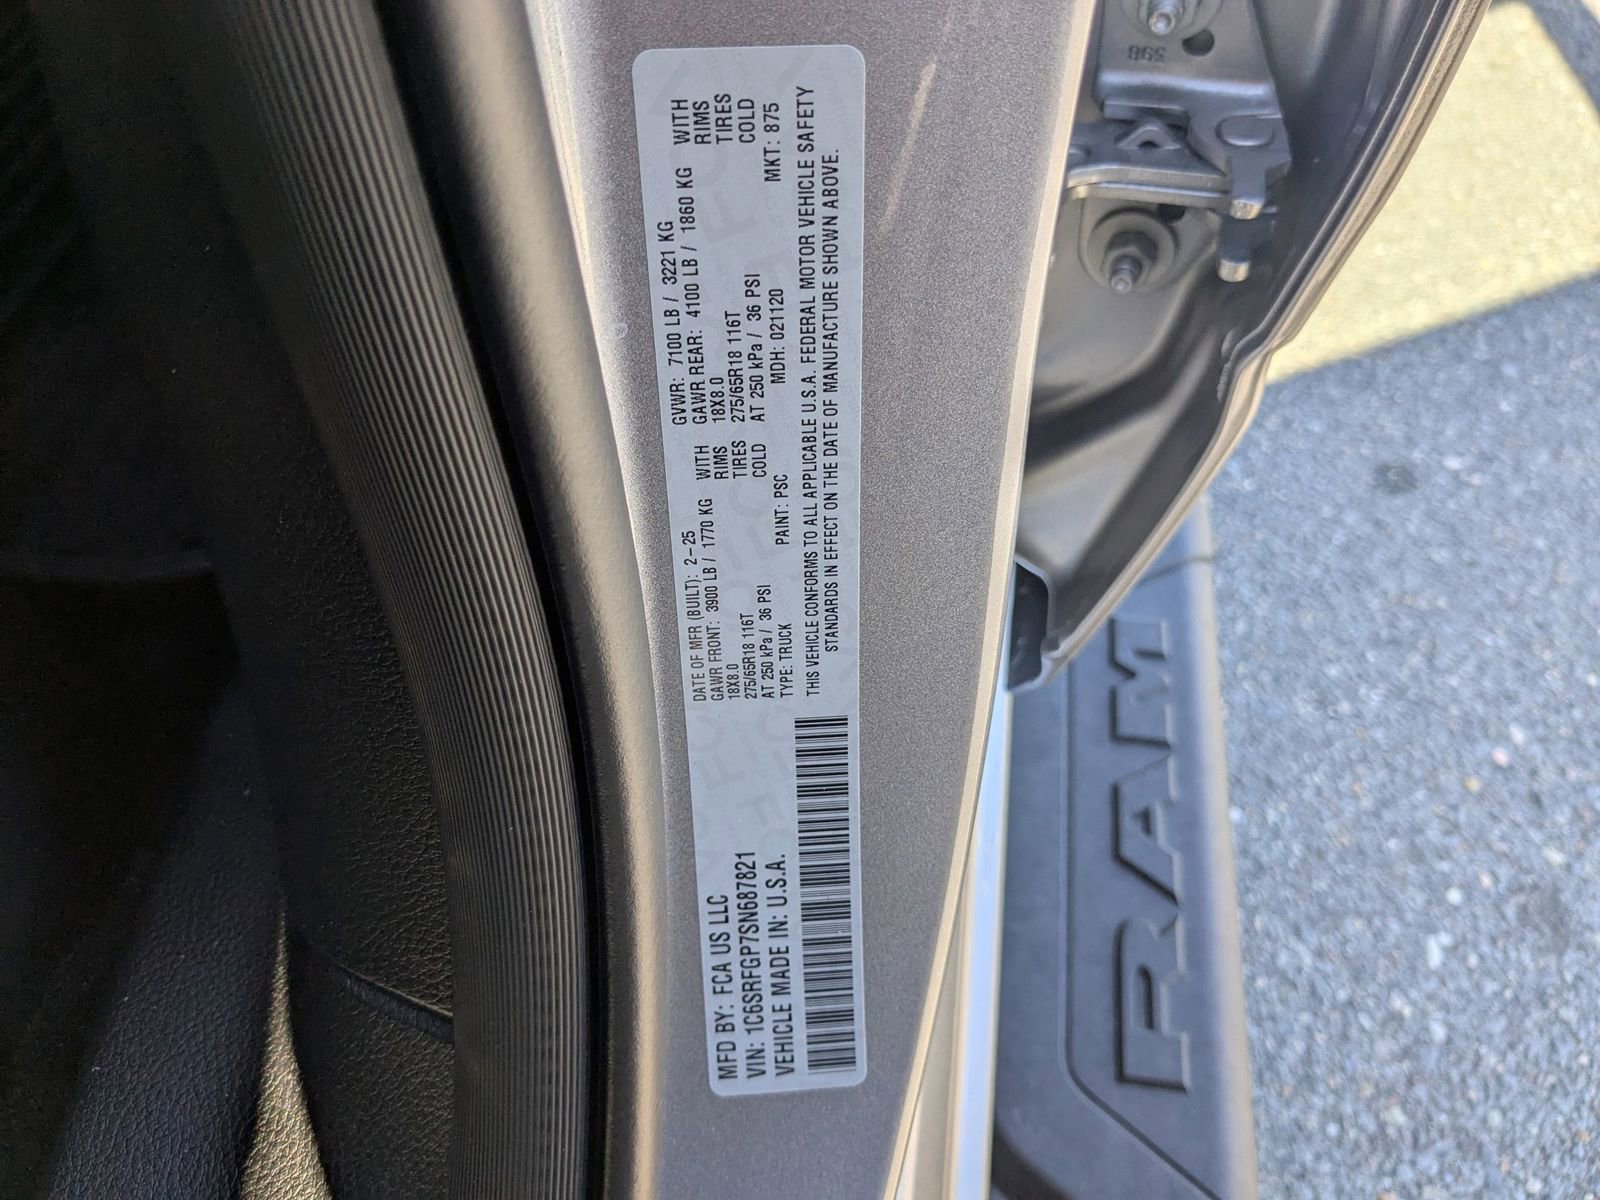 MFD BY: FCA US LLC
VIN: 1C6SRFGP7SN687821
VEHICLE MADE IN: U.S.A.
DATE OF MFR (BUILT): 2-25
GAWR FRONT: 3900 LB / 1770 KG WITH
18X8.0 RIMS
275/65R18 116T TIRES
AT 250 kPa / 36 PSI COLD
TYPE: TRUCK PAINT: PSC
GVWR: 7100 LB / 3221 KG
GAWR REAR: 4100 LB / 1860 KG WITH
18X8.0 RIMS
275/65R18 116T TIRES
AT 250 kPa / 36 PSI COLD
MDH: 021120 MKT: 875
THIS VEHICLE CONFORMS TO ALL APPLICABLE U.S.A. FEDERAL MOTOR VEHICLE SAFETY
STANDARDS IN EFFECT ON THE DATE OF MANUFACTURE SHOWN ABOVE.
RAM